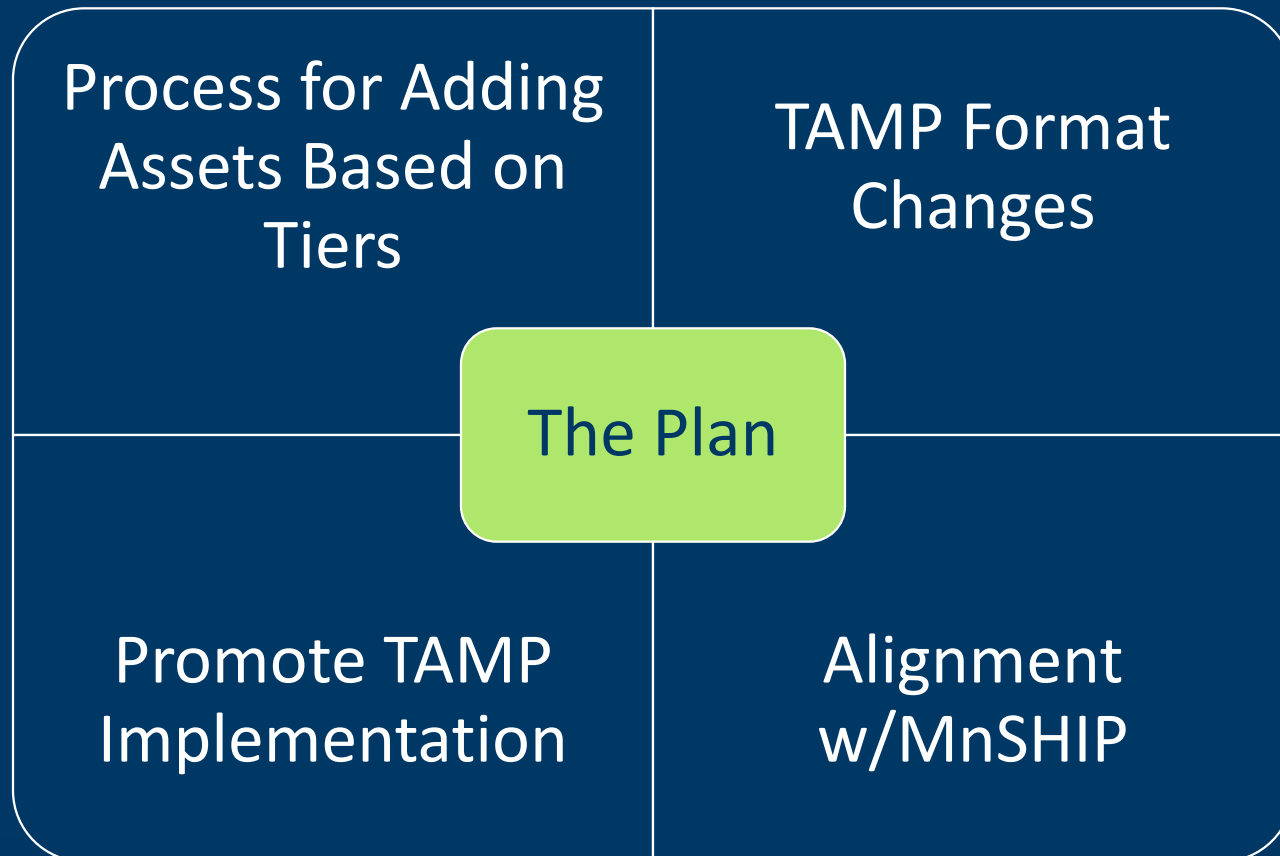 Process for Adding
Assets Based on
Tiers
TAMP Format
Changes
The Plan
Promote TAMP
Implementation
Alignment
w/MnSHIP